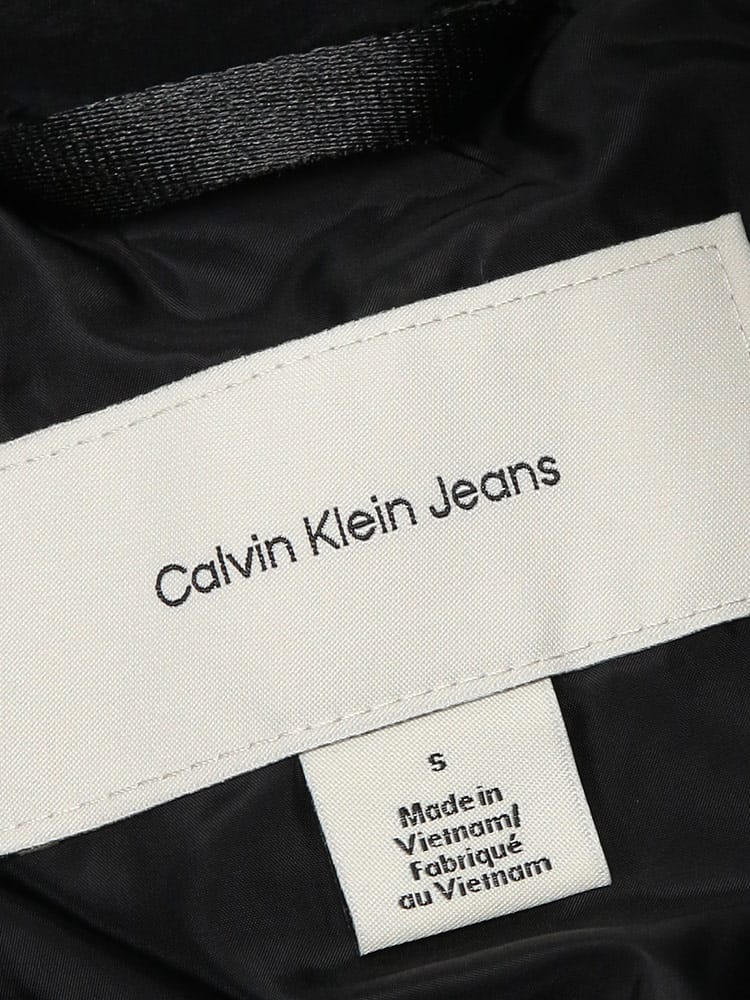 Calvin Klein Jeans
S
Made in
Vietnam/
Fabriqué
au Vietnam